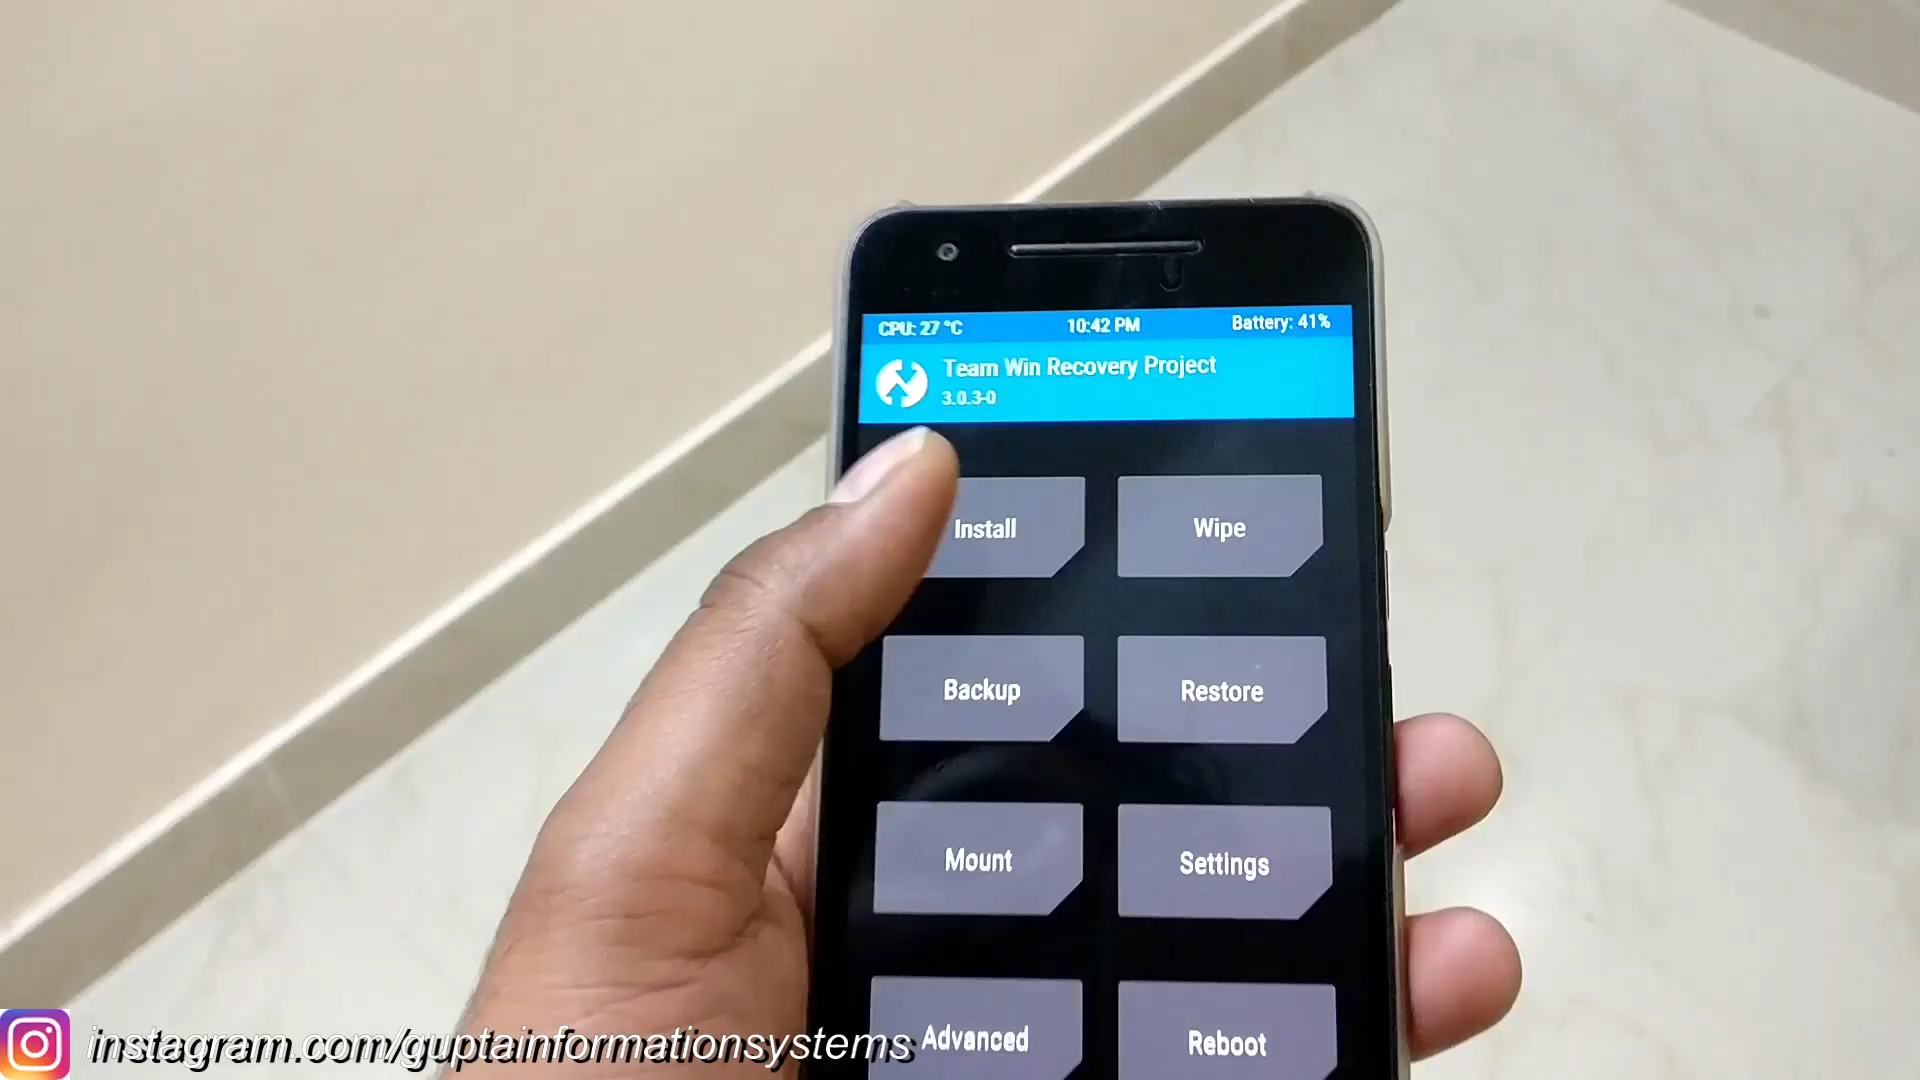 CPU: 27 °C 10:42 PM Battery: 41%
Team Win Recovery Project
3.0.3-0
Install Wipe
Backup Restore
Mount Settings
Advanced Reboot
instagram.com/guptainformationsystems